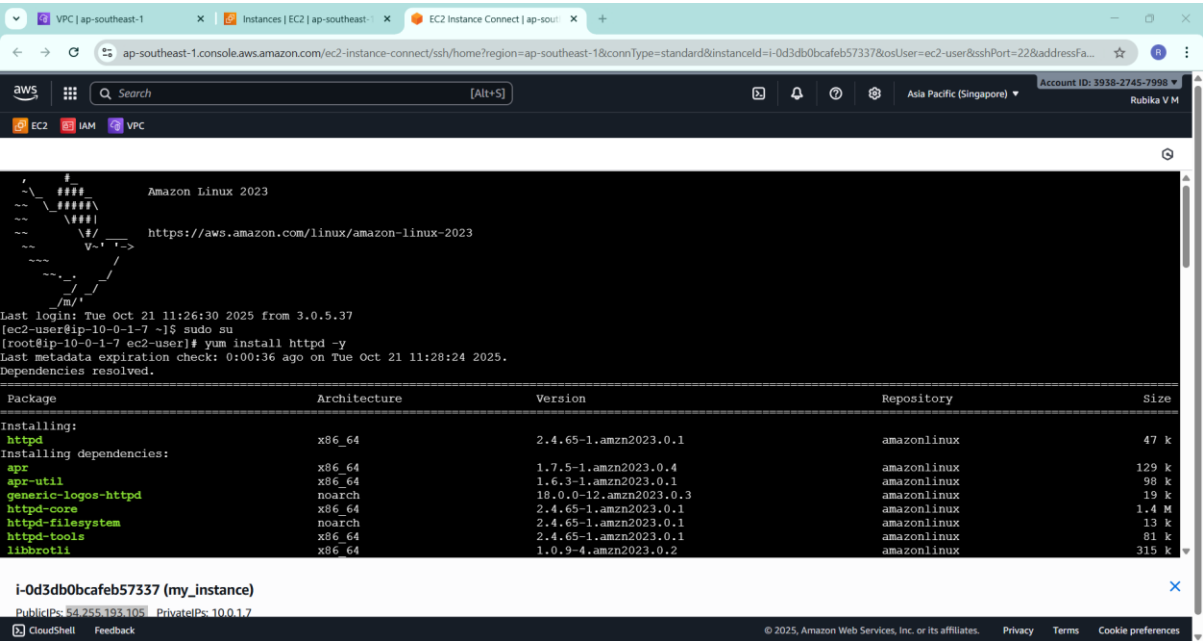 VPC | ap-southeast-1
Instances | EC2 | ap-southeast-1
EC2 Instance Connect | ap-sout
ap-southeast-1.console.aws.amazon.com/ec2-instance-connect/ssh/home?region=ap-southeast-1&connType=standard&instanceId=i-0d3db0bcafeb57337&osUser=ec2-user&sshPort=22&addressFa...
R
aws
Search
[Alt+S]
Asia Pacific (Singapore) ▼
Account ID: 3938-2745-7998 ▼
Rubika V M
EC2 IAM VPC
   ,     #_
   ~\_  ####_        Amazon Linux 2023
  ~~  \_#####\
  ~~     \###|
  ~~       \#/ ___   https://aws.amazon.com/linux/amazon-linux-2023
   ~~       V~' '->
    ~~~         /
      ~~._.   _/
         _/ _/
       _/m/'
Last login: Tue Oct 21 11:26:30 2025 from 3.0.5.37
[ec2-user@ip-10-0-1-7 ~]$ sudo su
[root@ip-10-0-1-7 ec2-user]# yum install httpd -y
Last metadata expiration check: 0:00:36 ago on Tue Oct 21 11:28:24 2025.
Dependencies resolved.
Package Architecture Version Repository Size
Installing:
httpd x86_64 2.4.65-1.amzn2023.0.1 amazonlinux 47 k
Installing dependencies:
apr x86_64 1.7.5-1.amzn2023.0.4 amazonlinux 129 k
apr-util x86_64 1.6.3-1.amzn2023.0.1 amazonlinux 98 k
generic-logos-httpd noarch 18.0.0-12.amzn2023.0.3 amazonlinux 19 k
httpd-core x86_64 2.4.65-1.amzn2023.0.1 amazonlinux 1.4 M
httpd-filesystem noarch 2.4.65-1.amzn2023.0.1 amazonlinux 13 k
httpd-tools x86_64 2.4.65-1.amzn2023.0.1 amazonlinux 81 k
libbrotli x86_64 1.0.9-4.amzn2023.0.2 amazonlinux 315 k
i-0d3db0bcafeb57337 (my_instance)
PublicIPs: 54.255.193.105 PrivateIPs: 10.0.1.7
CloudShell Feedback © 2025, Amazon Web Services, Inc. or its affiliates. Privacy Terms Cookie preferences